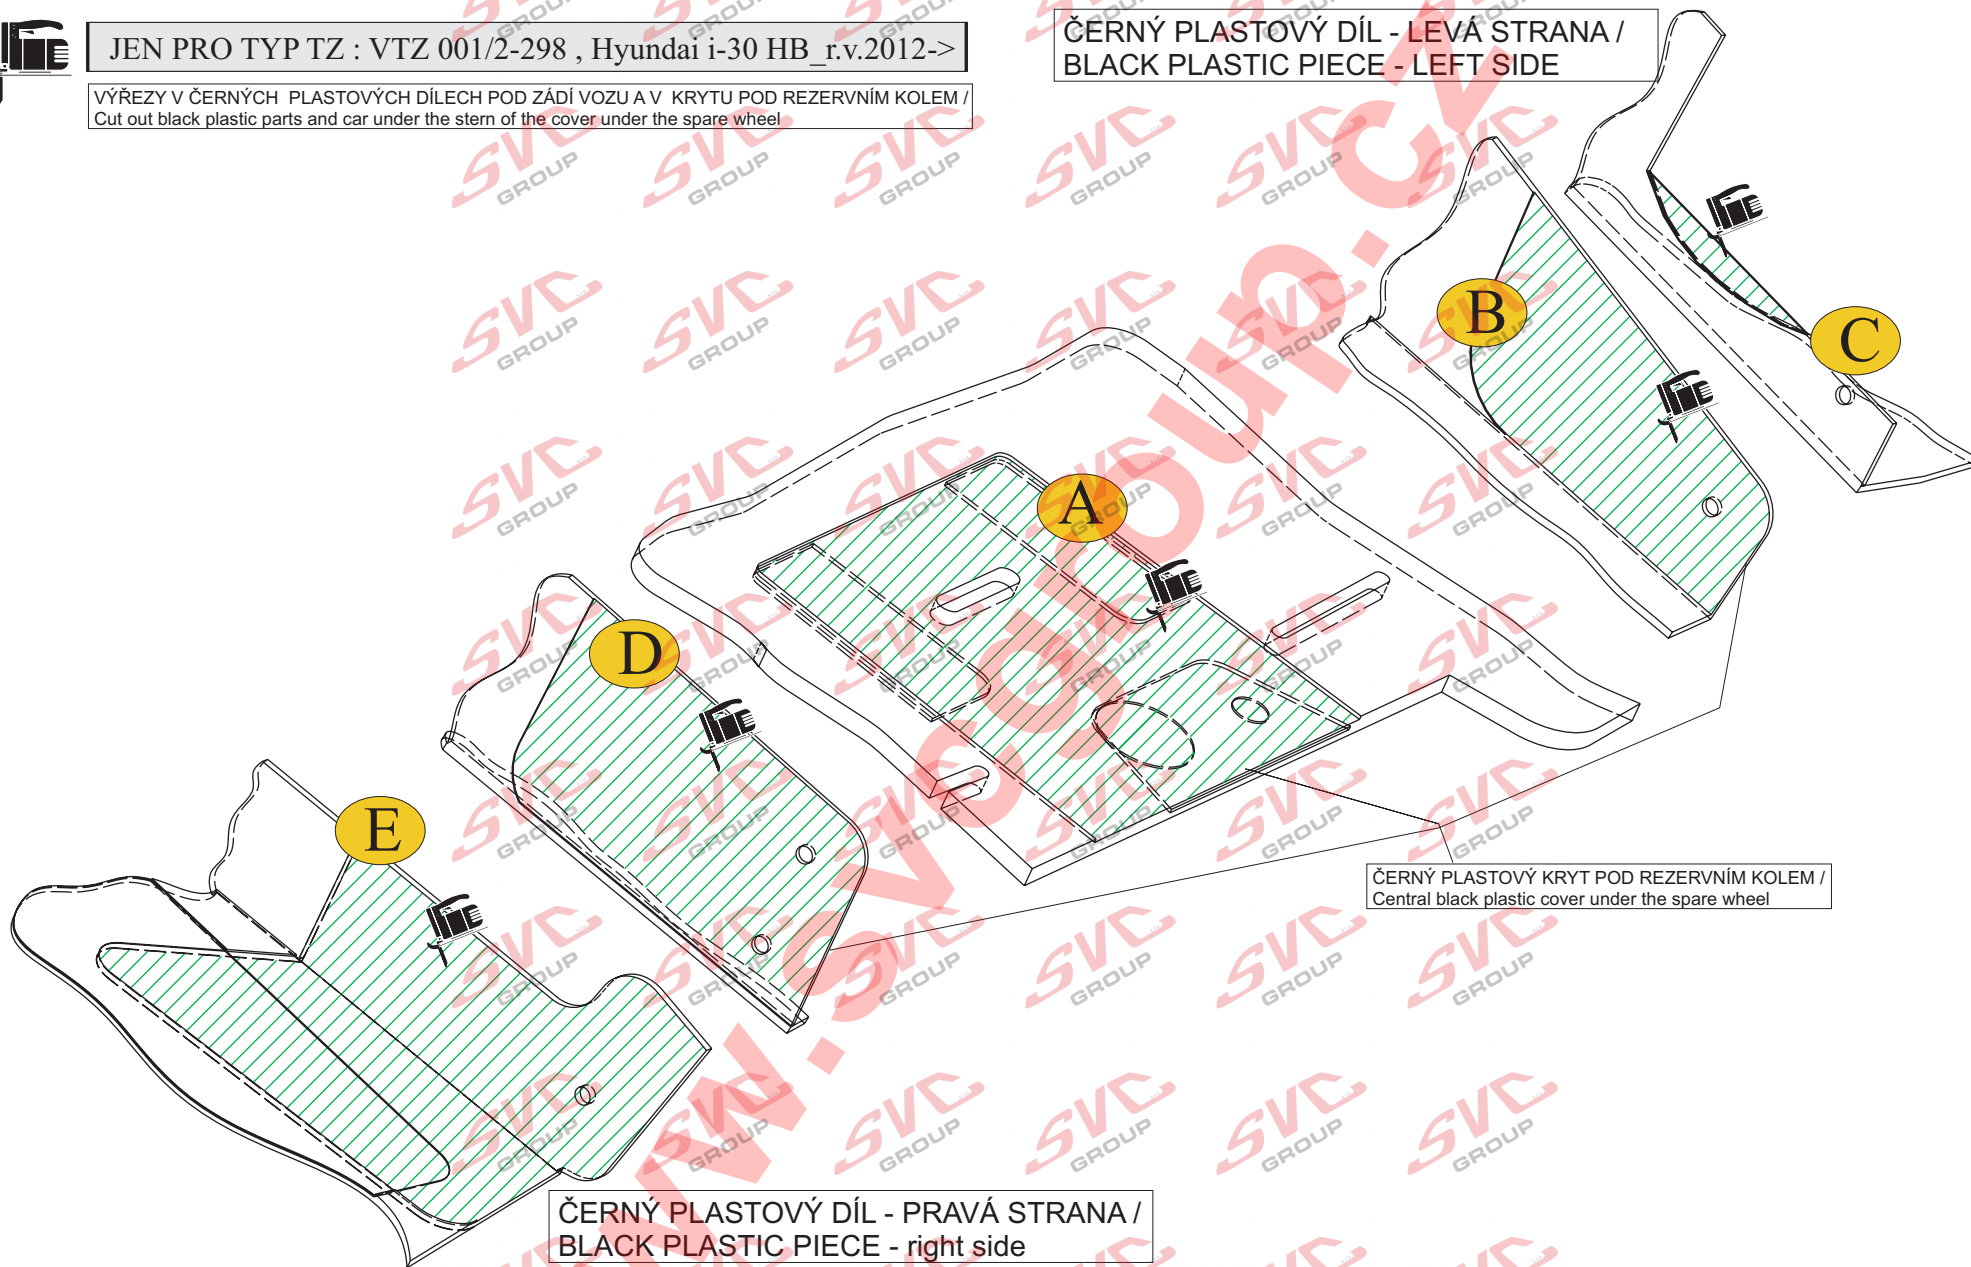 JEN PRO TYP TZ : VTZ 001/2-298 , Hyundai i-30 HB_r.v.2012->
VÝŘEZY V ČERNÝCH PLASTOVÝCH DÍLECH POD ZÁDÍ VOZU A V KRYTU POD REZERVNÍM KOLEM /
Cut out black plastic parts and car under the stern of the cover under the spare wheel
ČERNÝ PLASTOVÝ DÍL - LEVÁ STRANA /
BLACK PLASTIC PIECE - LEFT SIDE
B
C
A
D
E
ČERNÝ PLASTOVÝ KRYT POD REZERVNÍM KOLEM /
Central black plastic cover under the spare wheel
ČERNÝ PLASTOVÝ DÍL - PRAVÁ STRANA /
BLACK PLASTIC PIECE - right side
SVC GROUP
w.svcgroup.cz